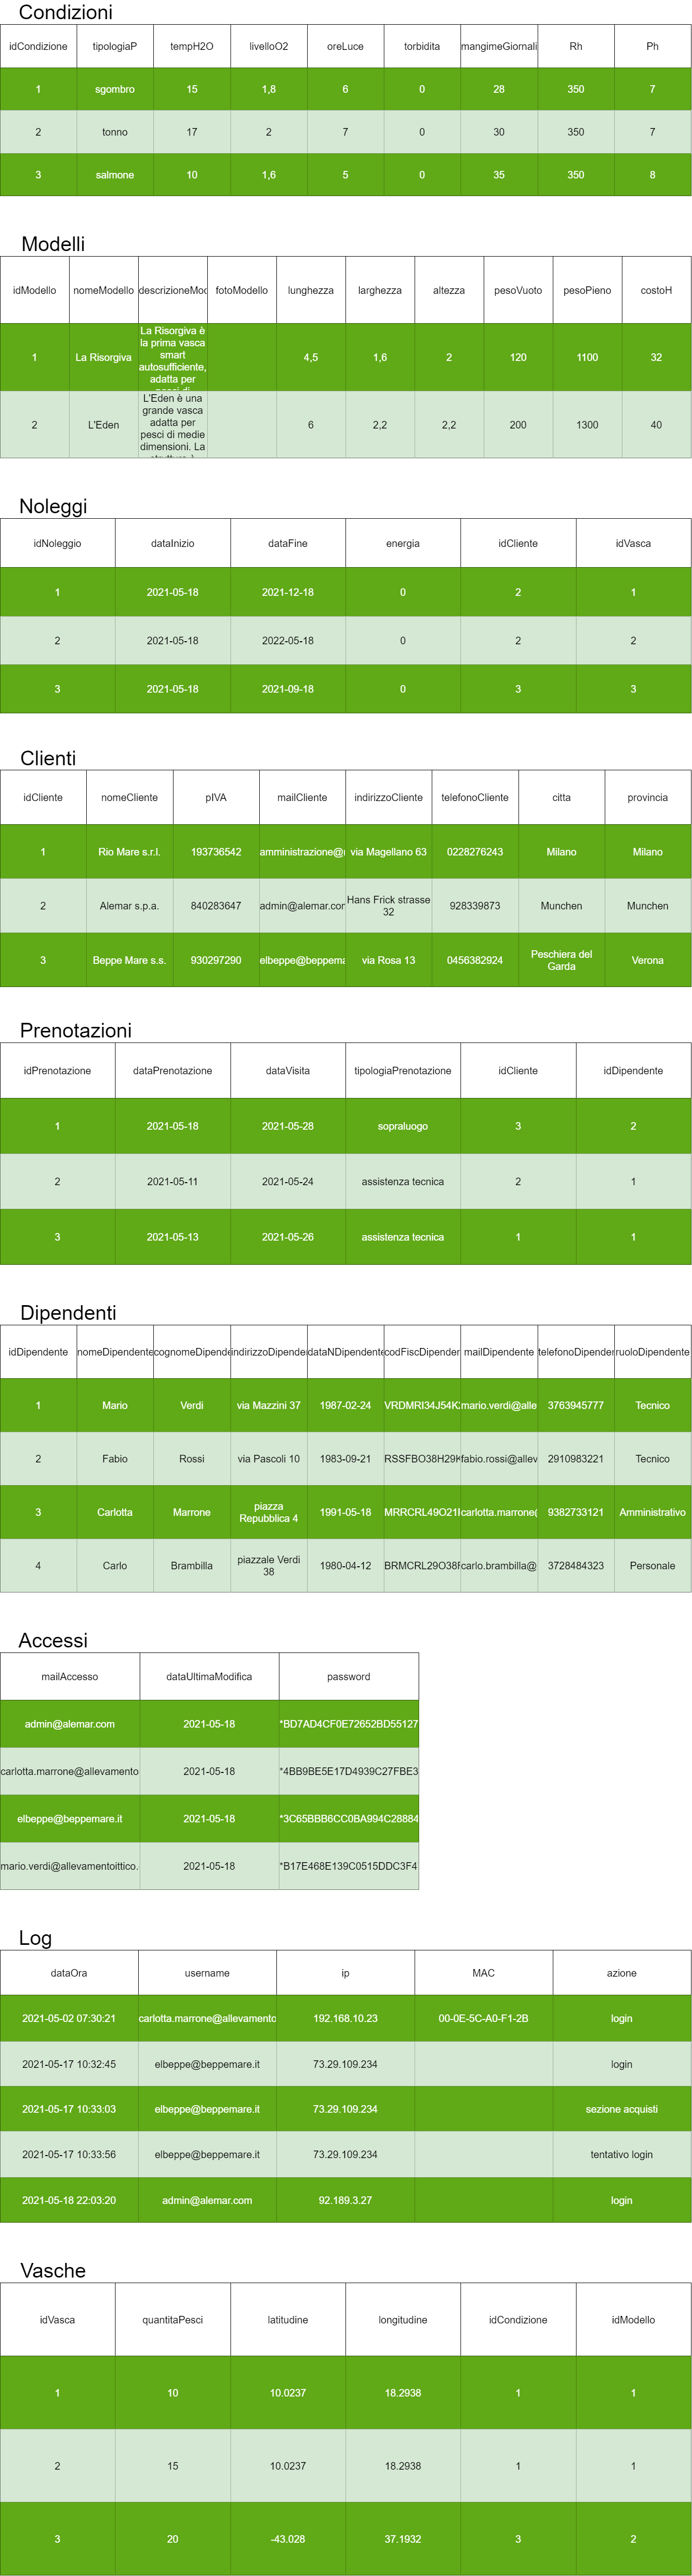 Condizioni
idCondizione tipologiaP tempH2O livelloO2 oreLuce torbidita mangimeGiornali Rh Ph
1 sgombro 15 1,8 6 0 28 350 7
2 tonno 17 2 7 0 30 350 7
3 salmone 10 1,6 5 0 35 350 8
Modelli
idModello nomeModello descrizioneMod fotoModello lunghezza larghezza altezza pesoVuoto pesoPieno costoH
1 La Risorgiva La Risorgiva è la prima vasca smart autosufficiente, adatta per pesci di 4,5 1,6 2 120 1100 32
2 L'Eden L'Eden è una grande vasca adatta per pesci di medie dimensioni. La struttura è 6 2,2 2,2 200 1300 40
Noleggi
idNoleggio dataInizio dataFine energia idCliente idVasca
1 2021-05-18 2021-12-18 0 2 1
2 2021-05-18 2022-05-18 0 2 2
3 2021-05-18 2021-09-18 0 3 3
Clienti
idCliente nomeCliente pIVA mailCliente indirizzoCliente telefonoCliente citta provincia
1 Rio Mare s.r.l. 193736542 amministrazione@r via Magellano 63 0228276243 Milano Milano
2 Alemar s.p.a. 840283647 admin@alemar.com Hans Frick strasse 32 928339873 Munchen Munchen
3 Beppe Mare s.s. 930297290 elbeppe@beppema via Rosa 13 0456382924 Peschiera del Garda Verona
Prenotazioni
idPrenotazione dataPrenotazione dataVisita tipologiaPrenotazione idCliente idDipendente
1 2021-05-18 2021-05-28 sopraluogo 3 2
2 2021-05-11 2021-05-24 assistenza tecnica 2 1
3 2021-05-13 2021-05-26 assistenza tecnica 1 1
Dipendenti
idDipendente nomeDipendente cognomeDipende indirizzoDipenden dataNDipendente codFiscDipenden mailDipendente telefonoDipenden ruoloDipendente
1 Mario Verdi via Mazzini 37 1987-02-24 VRDMRI34J54K mario.verdi@alle 3763945777 Tecnico
2 Fabio Rossi via Pascoli 10 1983-09-21 RSSFBO38H29K fabio.rossi@allev 2910983221 Tecnico
3 Carlotta Marrone piazza Repubblica 4 1991-05-18 MRRCRL49O21 carlotta.marrone@ 9382733121 Amministrativo
4 Carlo Brambilla piazzale Verdi 38 1980-04-12 BRMCRL29O38 carlo.brambilla@ 3728484323 Personale
Accessi
mailAccesso dataUltimaModifica password
admin@alemar.com 2021-05-18 *BD7AD4CF0E72652BD55127
carlotta.marrone@allevamento 2021-05-18 *4BB9BE5E17D4939C27FBE3
elbeppe@beppemare.it 2021-05-18 *3C65BBB6CC0BA994C28884
mario.verdi@allevamentoittico. 2021-05-18 *B17E468E139C0515DDC3F4
Log
dataOra username ip MAC azione
2021-05-02 07:30:21 carlotta.marrone@allevamento 192.168.10.23 00-0E-5C-A0-F1-2B login
2021-05-17 10:32:45 elbeppe@beppemare.it 73.29.109.234 login
2021-05-17 10:33:03 elbeppe@beppemare.it 73.29.109.234 sezione acquisti
2021-05-17 10:33:56 elbeppe@beppemare.it 73.29.109.234 tentativo login
2021-05-18 22:03:20 admin@alemar.com 92.189.3.27 login
Vasche
idVasca quantitaPesci latitudine longitudine idCondizione idModello
1 10 10.0237 18.2938 1 1
2 15 10.0237 18.2938 1 1
3 20 -43.028 37.1932 3 2